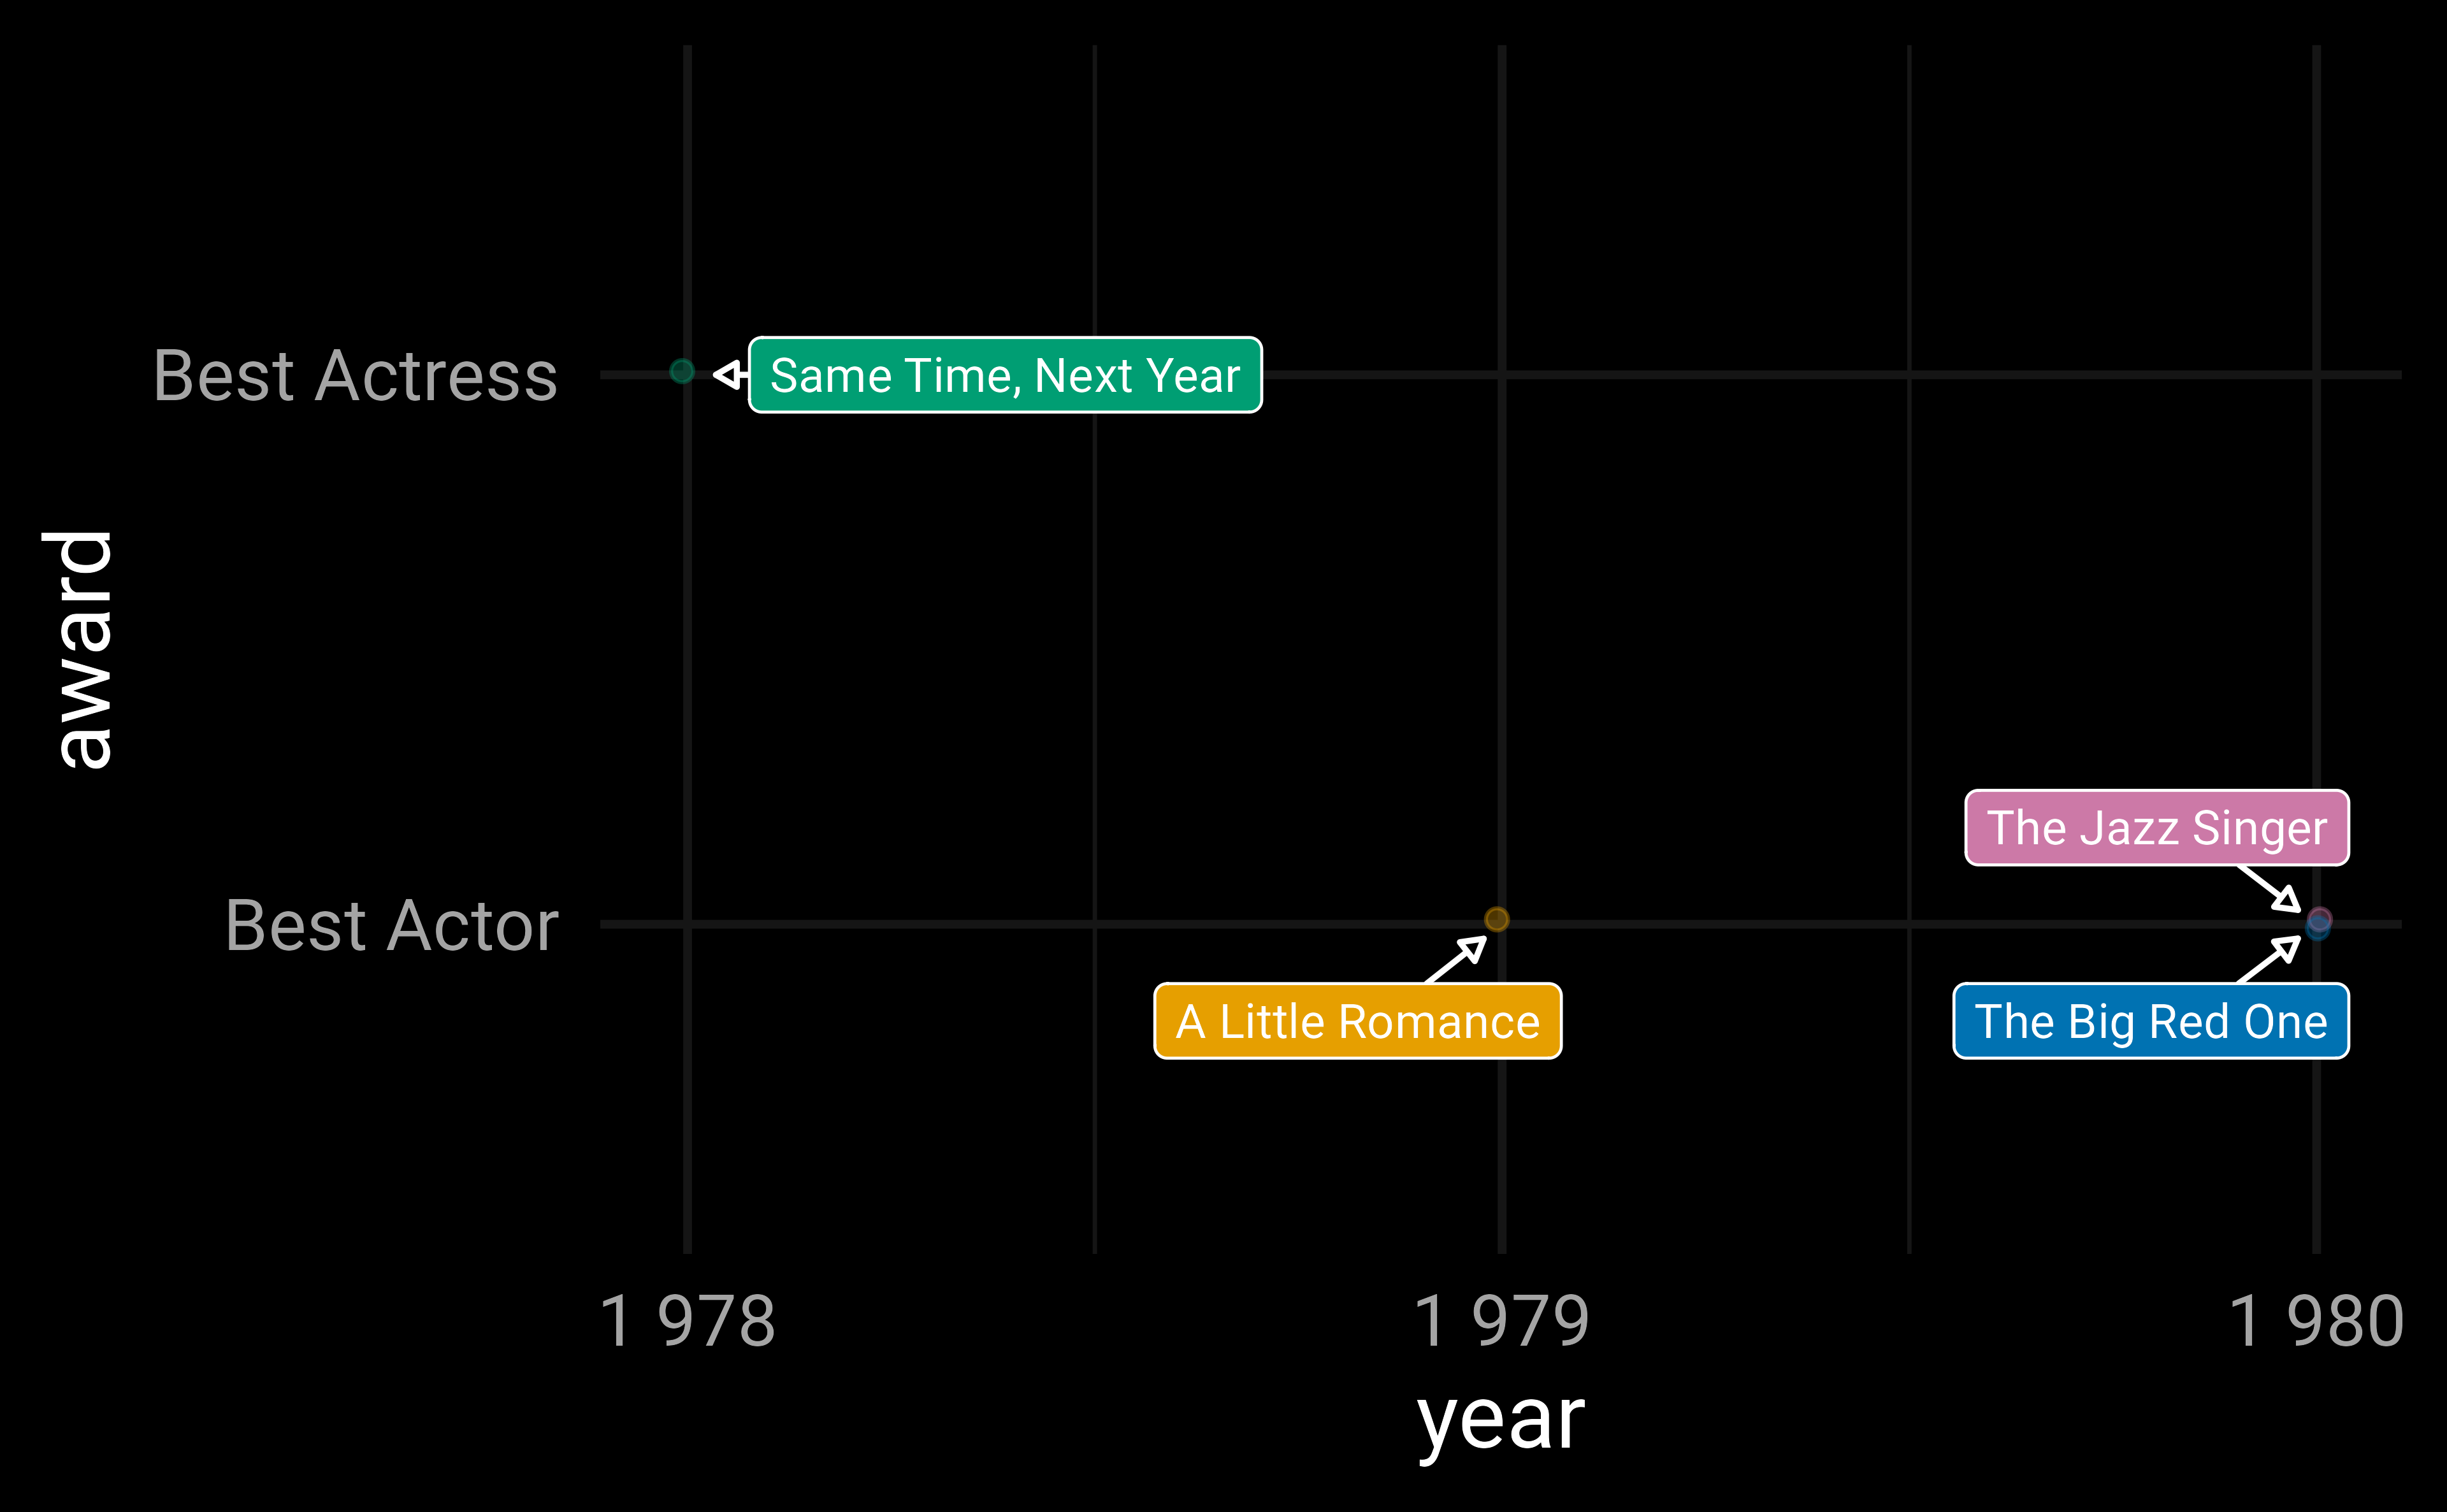 award
Best Actress
Same Time, Next Year
The Jazz Singer
Best Actor
A Little Romance
The Big Red One
1 978
1 979
1 980
year